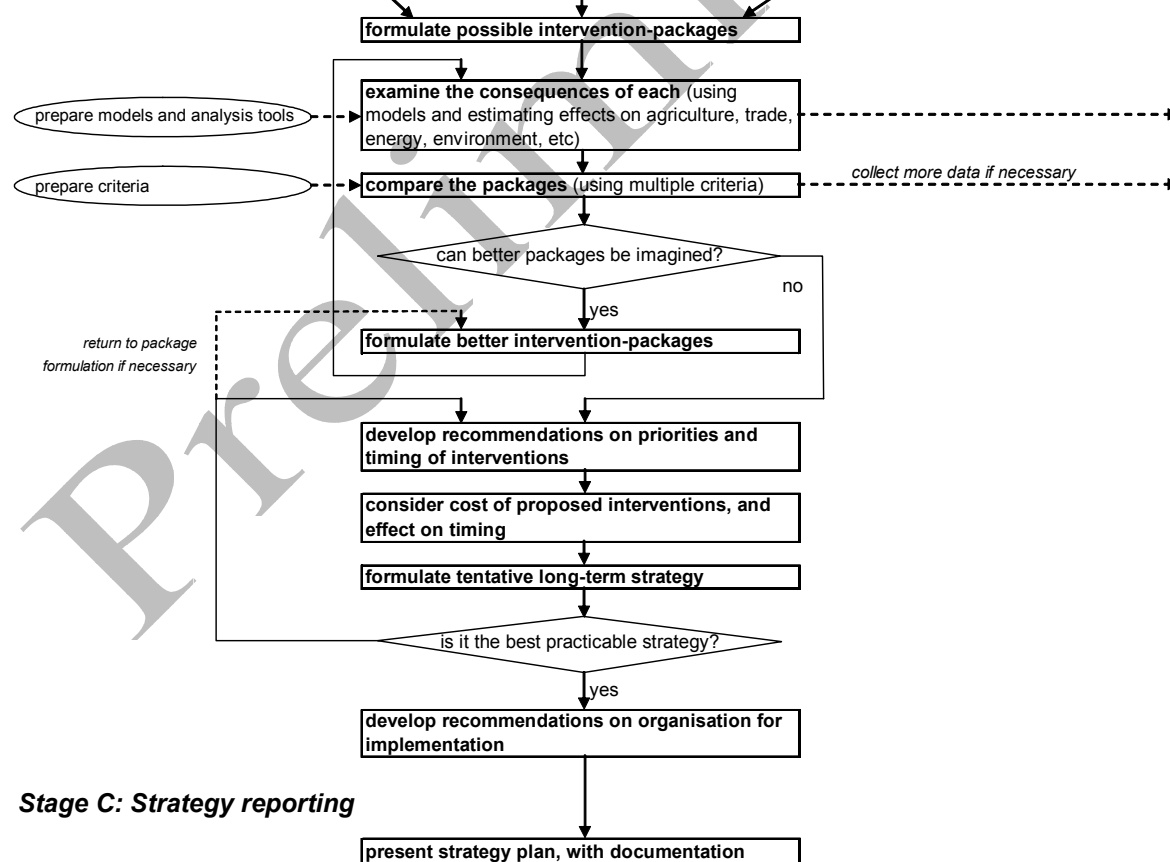 formulate possible intervention-packages
examine the consequences of each (using
models and estimating effects on agriculture, trade,
energy, environment, etc)
prepare models and analysis tools
compare the packages (using multiple criteria)
prepare criteria
collect more data if necessary
can better packages be imagined?
no
yes
formulate better intervention-packages
return to package
formulation if necessary
develop recommendations on priorities and
timing of interventions
consider cost of proposed interventions, and
effect on timing
formulate tentative long-term strategy
is it the best practicable strategy?
yes
develop recommendations on organisation for
implementation
Stage C: Strategy reporting
present strategy plan, with documentation
Prelim